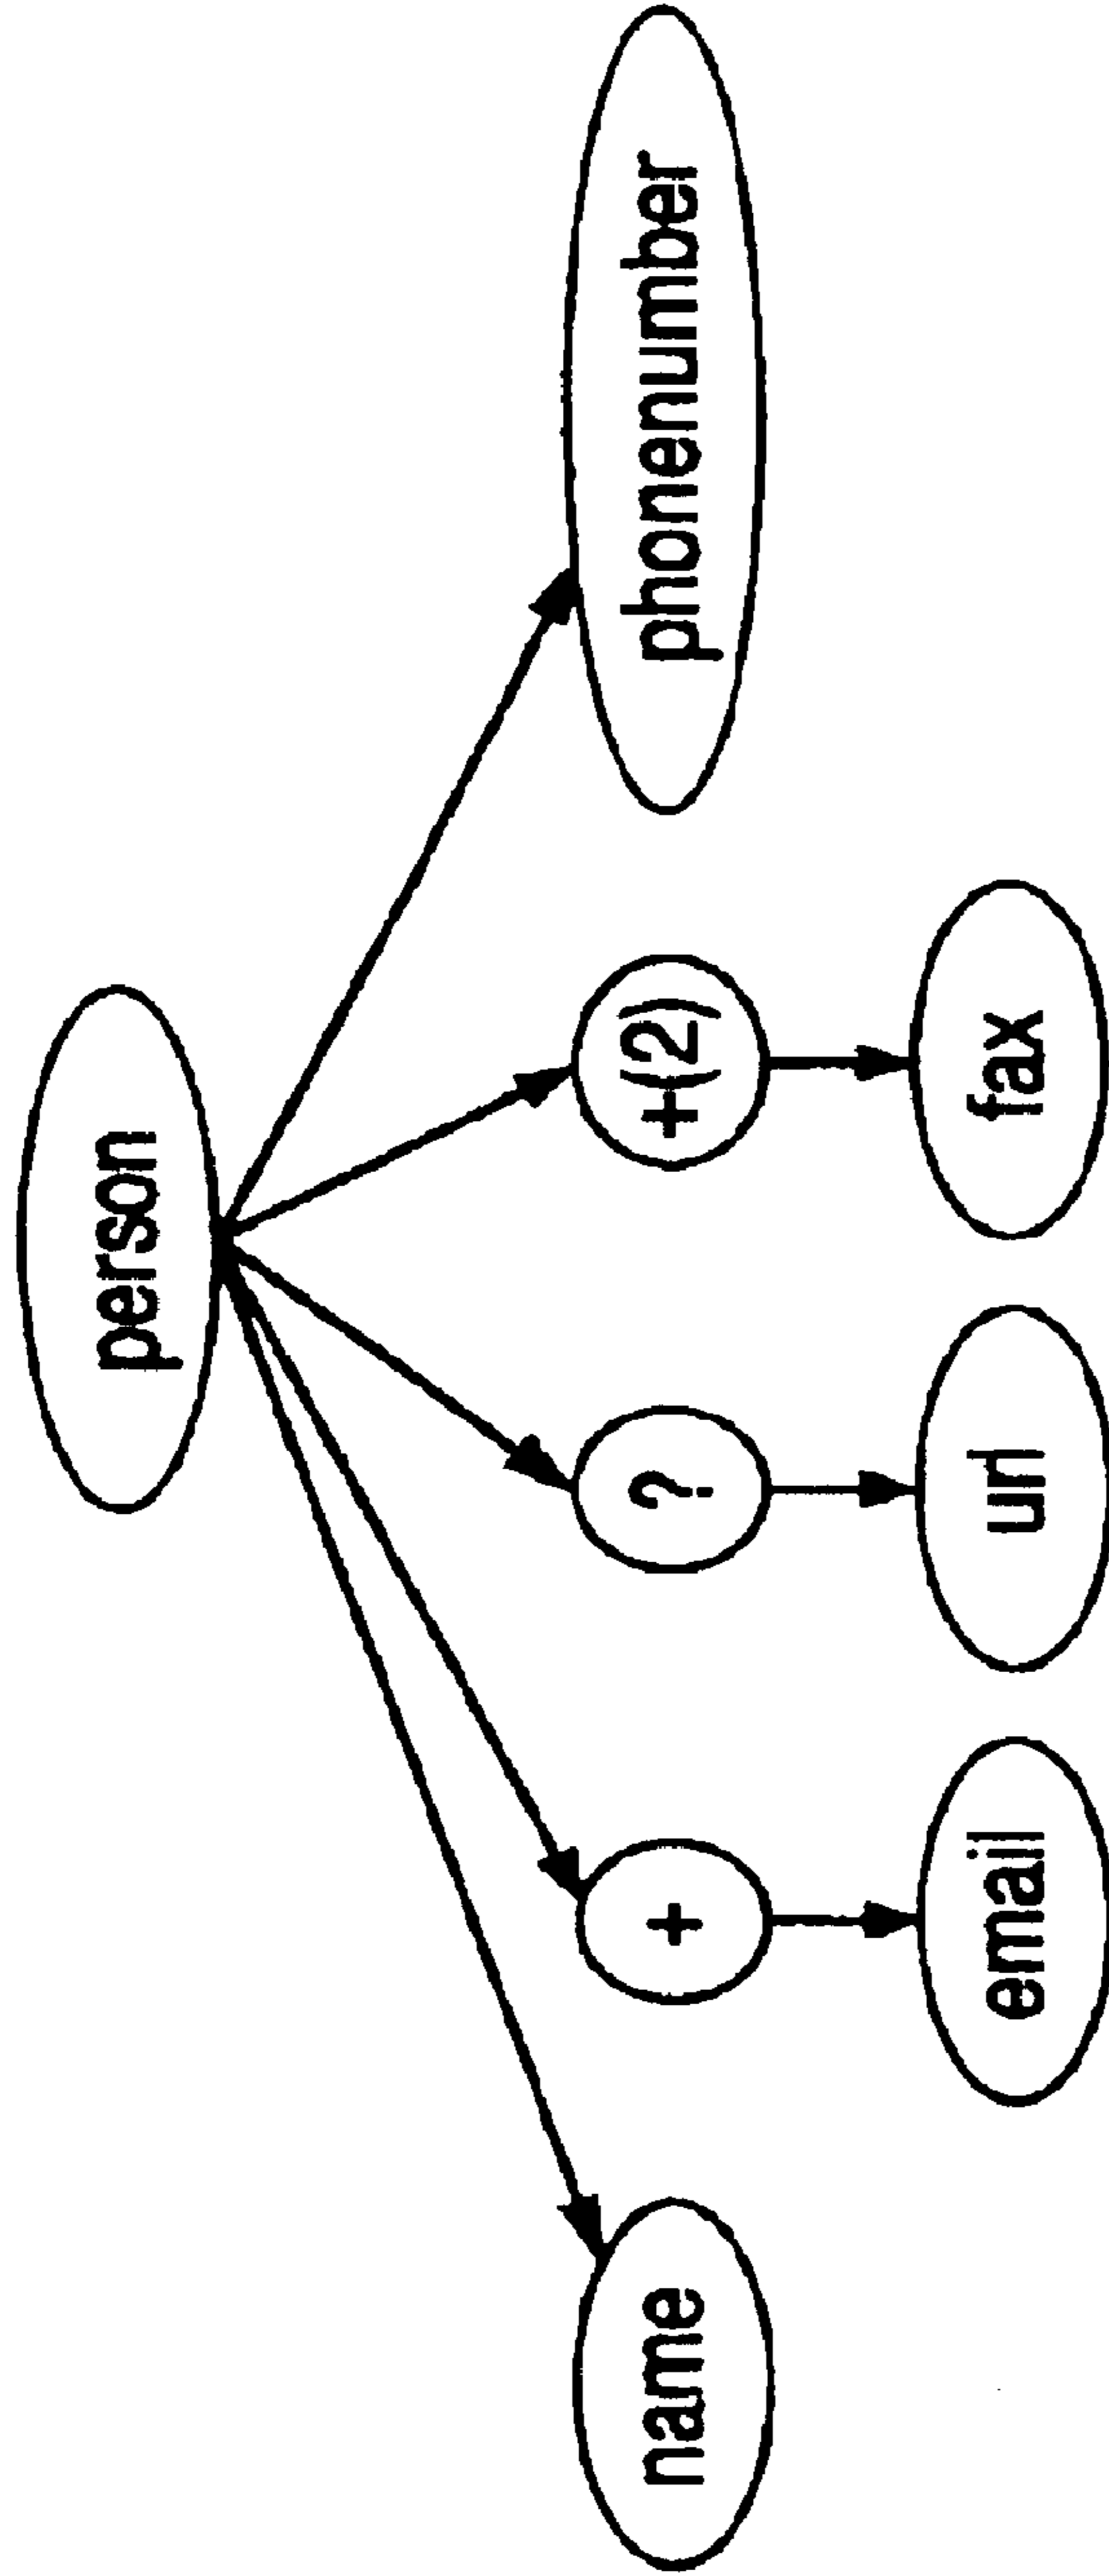 person
name
+
?
+(2)
phonenumber
email
url
fax